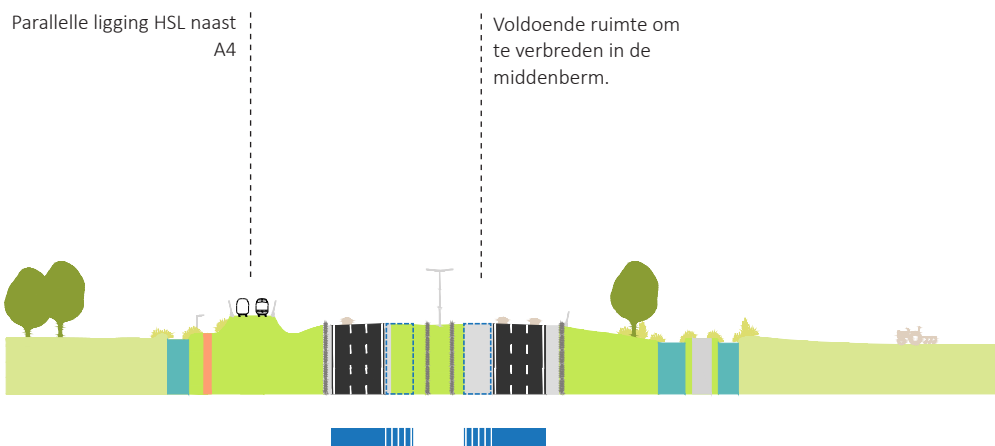 Parallelle ligging HSL naast
A4
Voldoende ruimte om
te verbreden in de
middenberm.